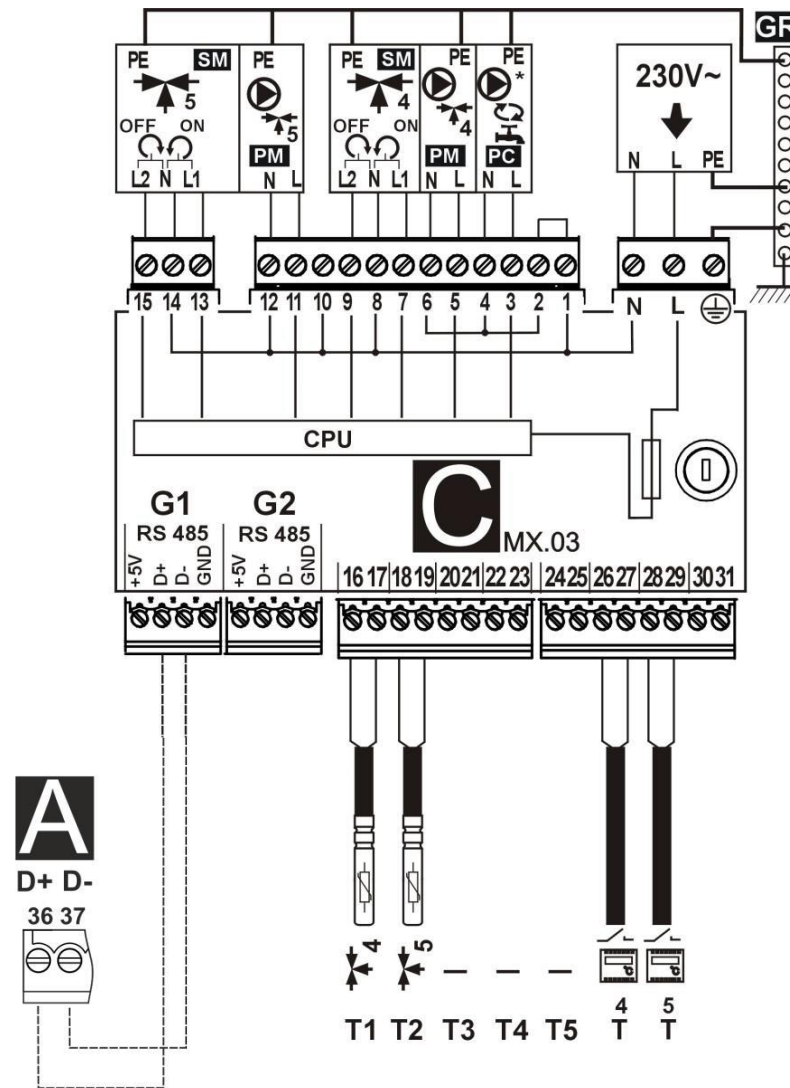 GR
PE SM PE PE SM PE PE
5 5 4 4 *
230V~
OFF ON OFF ON
PM PM PC
L2 N L1 N L L2 N L1 N L N L N L PE
15 14 13 12 11 10 9 8 7 6 5 4 3 2 1 N L
CPU
G1 G2
RS 485 RS 485
+5V D+ D- GND +5V D+ D- GND
C MX.03
16 17 18 19 20 21 22 23 24 25 26 27 28 29 30 31
A
D+ D-
36 37
4 5 – – – 4 5
T1 T2 T3 T4 T5 T T